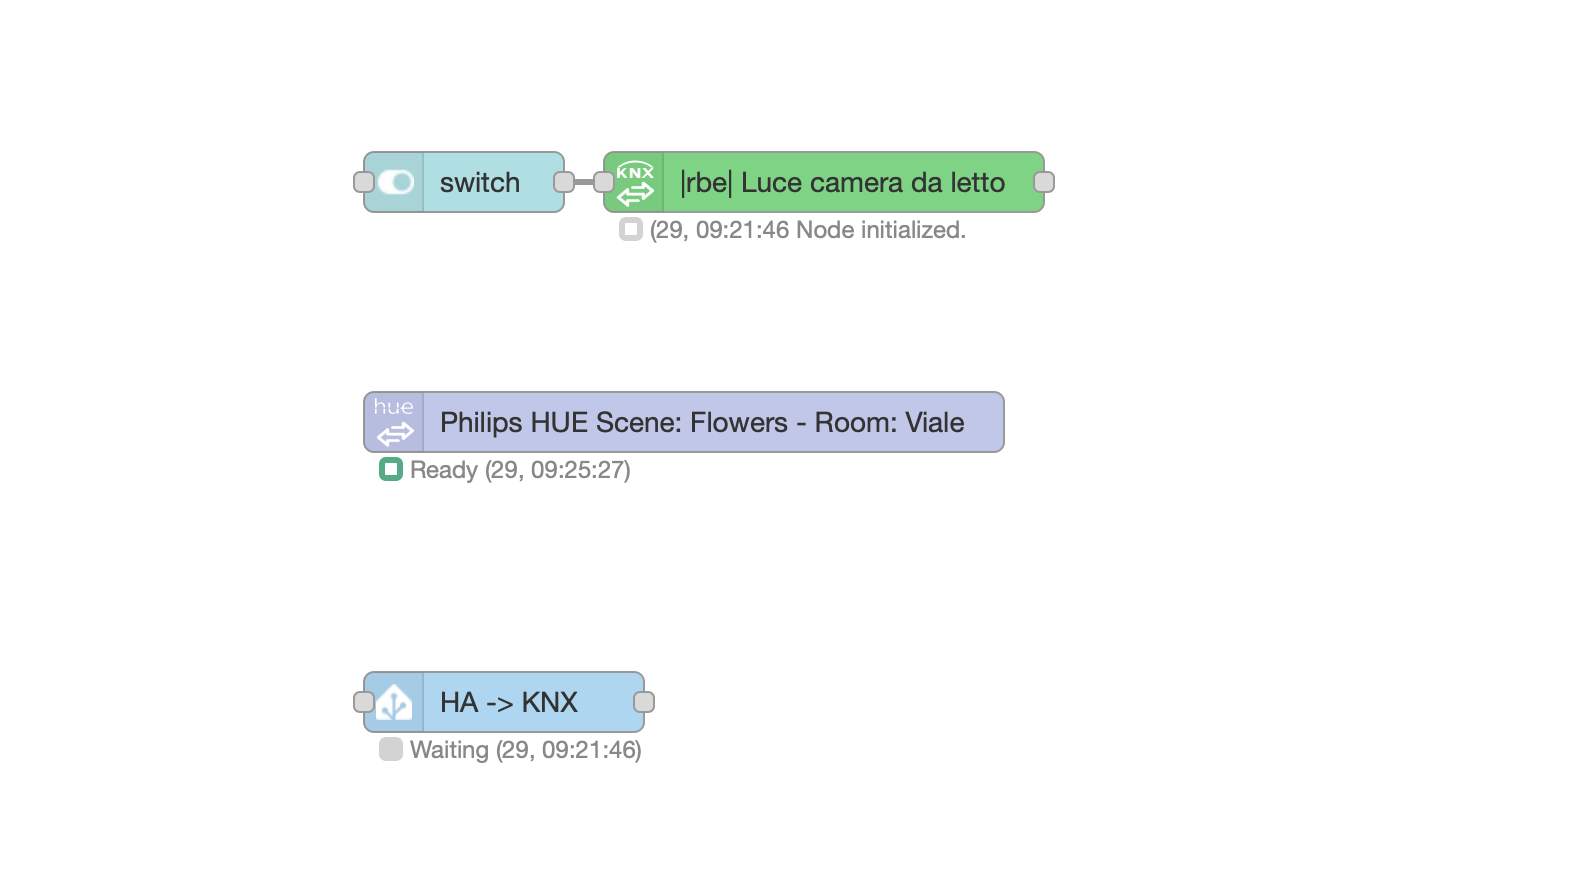 switch
KNX
|rbe| Luce camera da letto
(29, 09:21:46 Node initialized.
hue
Philips HUE Scene: Flowers - Room: Viale
Ready (29, 09:25:27)
HA -> KNX
Waiting (29, 09:21:46)